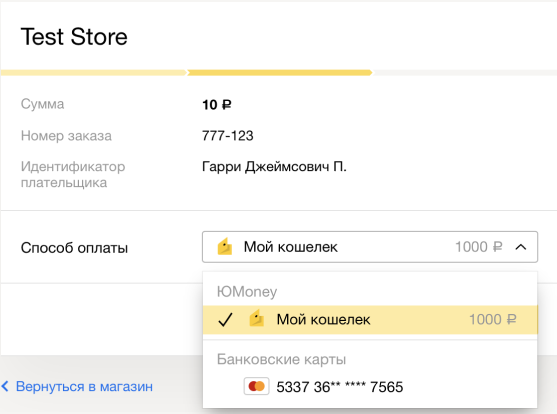 Test Store
Сумма 10 ₽
Номер заказа 777-123
Идентификатор Гарри Джеймсович П.
плательщика
Способ оплаты Мой кошелек 1000 ₽
ЮMoney
Мой кошелек 1000 ₽
Банковские карты
5337 36** **** 7565
Вернуться в магазин